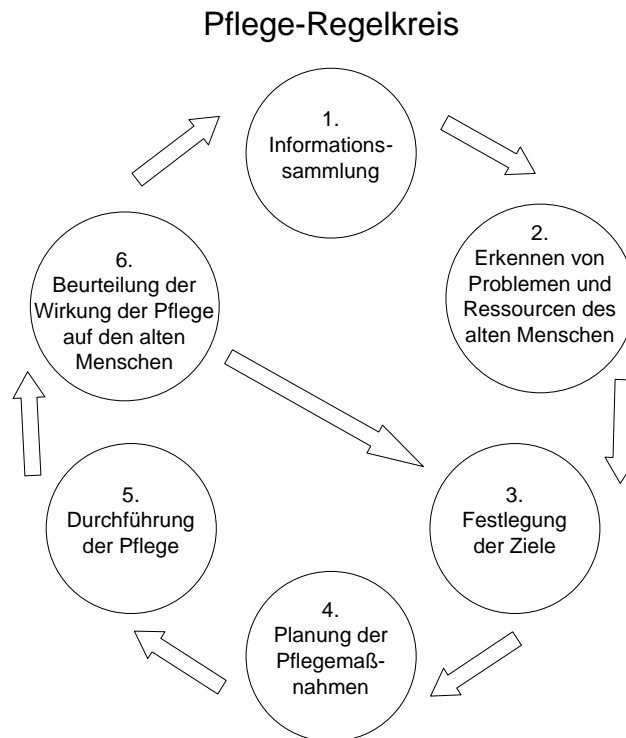 Pflege-Regelkreis
1.
Informations-
sammlung
2.
Erkennen von
Problemen und
Ressourcen des
alten Menschen
3.
Festlegung
der Ziele
4.
Planung der
Pflegemaß-
nahmen
5.
Durchführung
der Pflege
6.
Beurteilung der
Wirkung der Pflege
auf den alten
Menschen